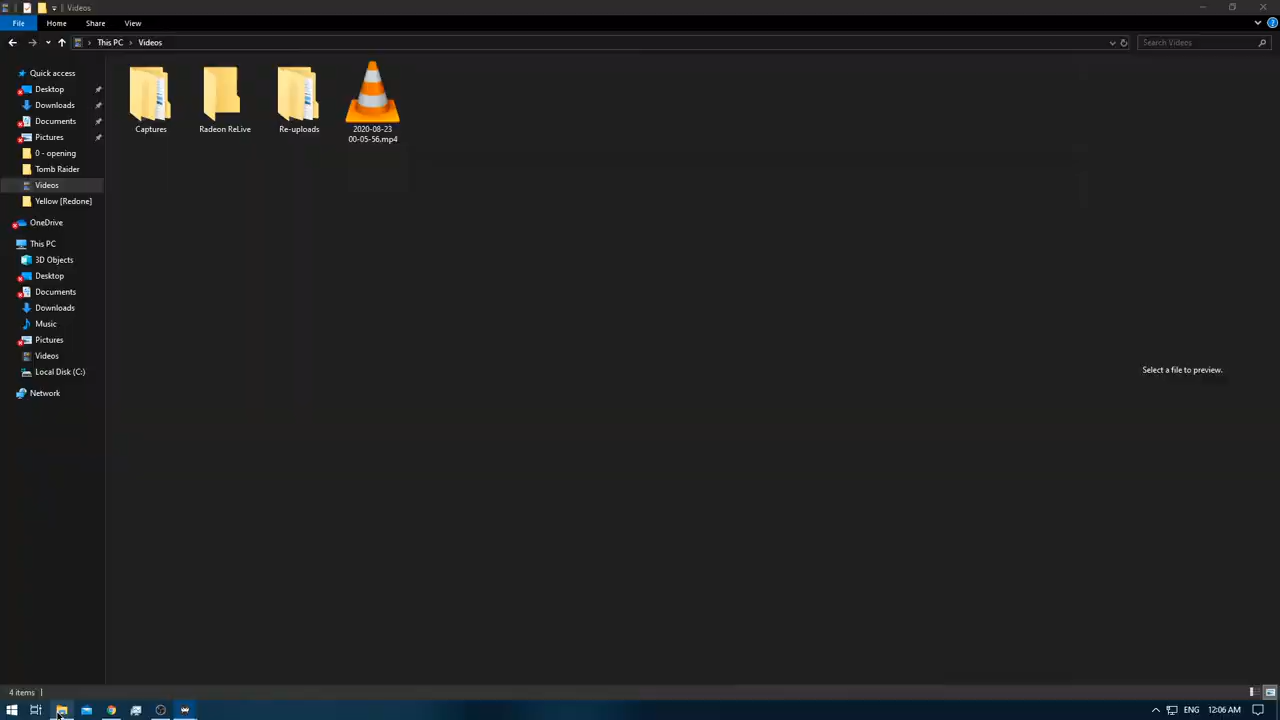 Videos
File
Home
Share
View
This PC
Videos
Search Videos
Quick access
Desktop
Downloads
Documents
Pictures
0 - opening
Tomb Raider
Videos
Yellow [Redone]
OneDrive
This PC
3D Objects
Desktop
Documents
Downloads
Music
Pictures
Videos
Local Disk (C:)
Network
Captures
Radeon ReLive
Re-uploads
2020-08-23
00-05-56.mp4
Select a file to preview.
4 items
ENG
12:06 AM